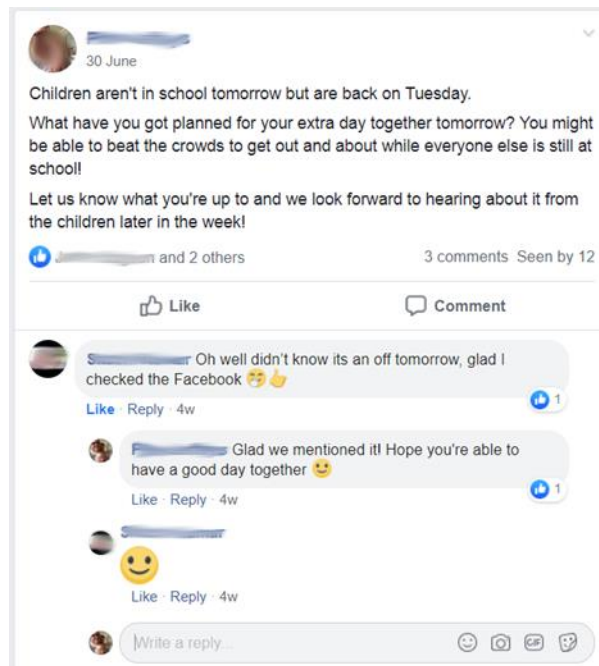 30 June
Children aren't in school tomorrow but are back on Tuesday.
What have you got planned for your extra day together tomorrow? You might
be able to beat the crowds to get out and about while everyone else is still at
school!
Let us know what you're up to and we look forward to hearing about it from
the children later in the week!
and 2 others
3 comments Seen by 12
Like
Comment
Oh well didn't know its an off tomorrow, glad I
checked the Facebook 😁👍
Like · Reply · 4w
1
Glad we mentioned it! Hope you're able to
have a good day together 🙂
Like · Reply · 4w
1
🙂
Like · Reply · 4w
Write a reply...
GIF